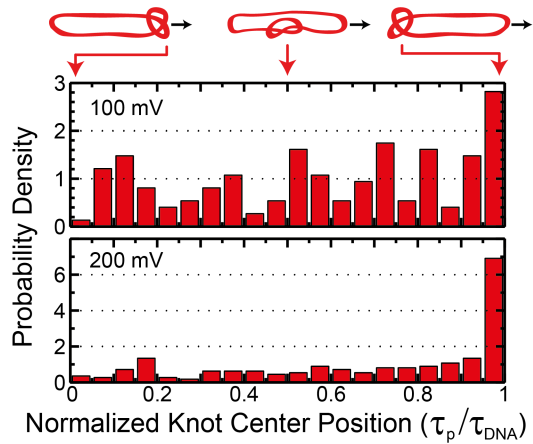 3
100 mV
2
1
0
Probability Density
200 mV
6
4
2
0
0 0.2 0.4 0.6 0.8 1
Normalized Knot Center Position (τp/τDNA)